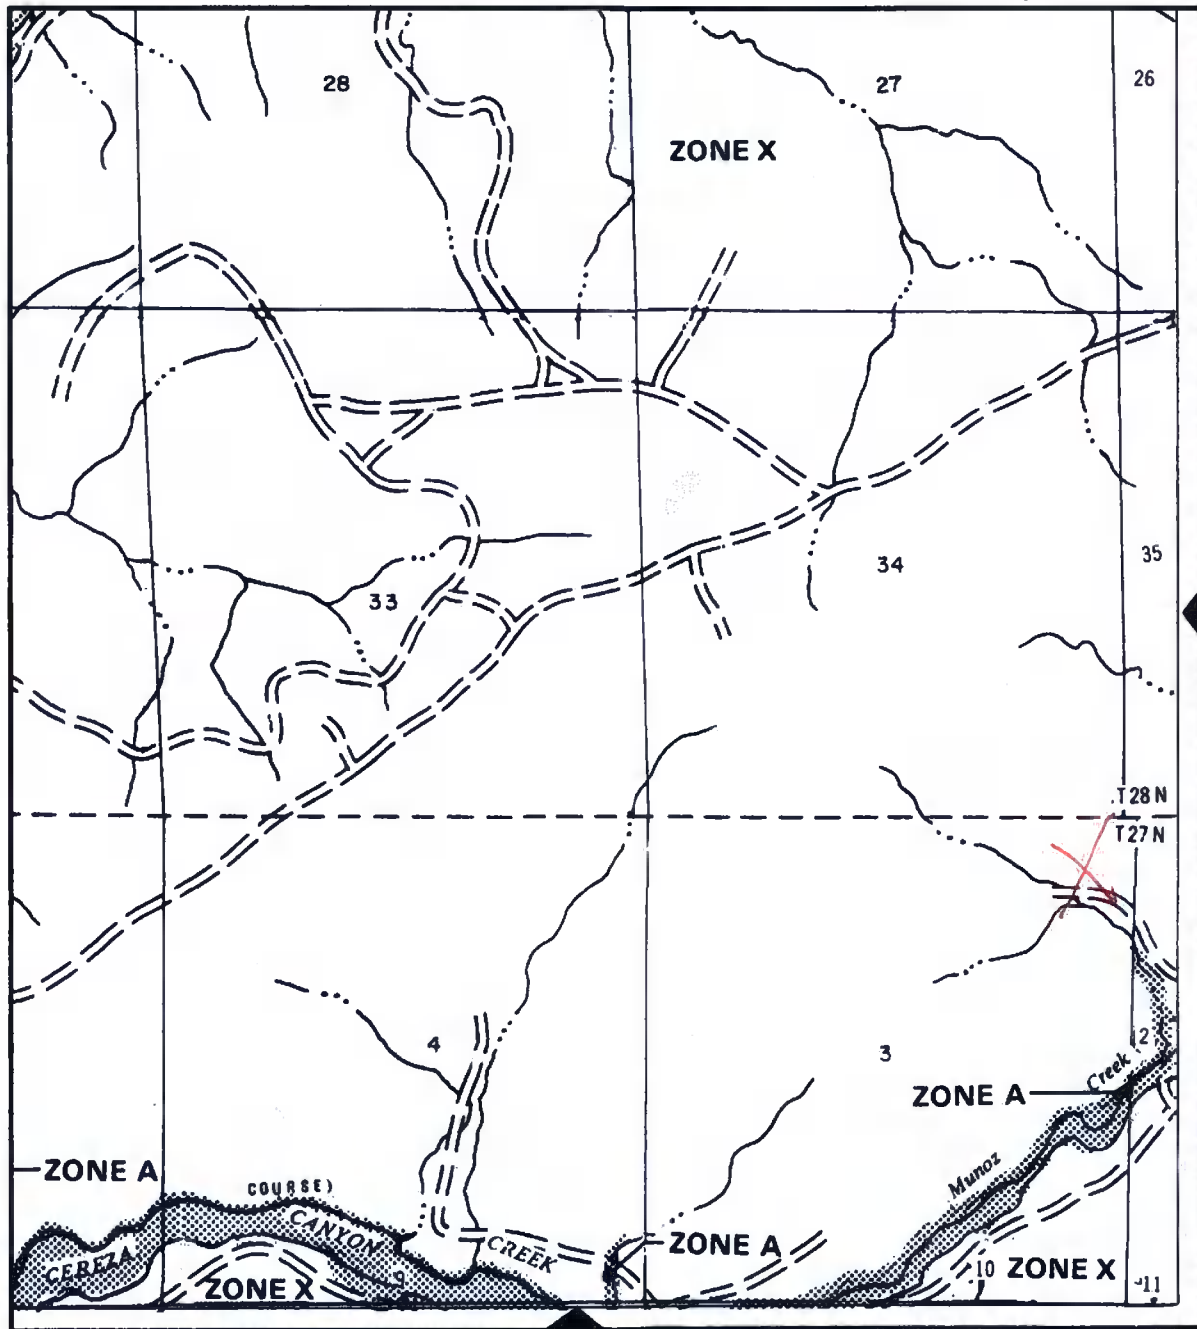 28
27
26
ZONE X
33
34
35
T28N
T27N
4
3
2
ZONE A
Creek
Munoz
ZONE A
COURSE)
CEREZA CANYON CREEK
ZONE A
9
ZONE X
10
ZONE X
11